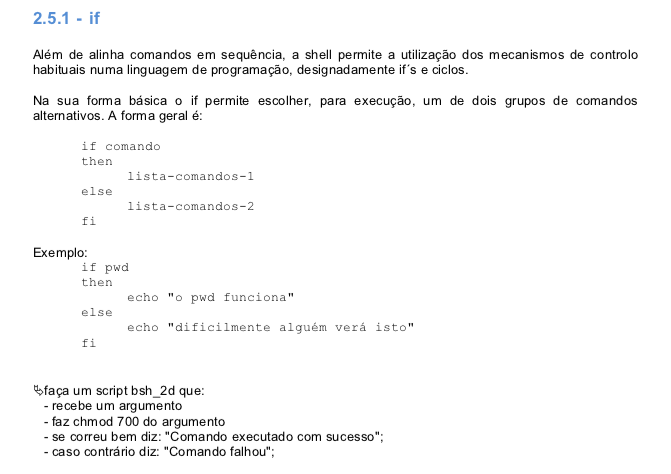 2.5.1 - if
Além de alinha comandos em sequência, a shell permite a utilização dos mecanismos de controlo
habituais numa linguagem de programação, designadamente if´s e ciclos.
Na sua forma básica o if permite escolher, para execução, um de dois grupos de comandos
alternativos. A forma geral é:
if comando
then
lista-comandos-1
else
lista-comandos-2
fi
Exemplo:
if pwd
then
echo "o pwd funciona"
else
echo "dificilmente alguém verá isto"
fi
↳faça um script bsh_2d que:
- recebe um argumento
- faz chmod 700 do argumento
- se correu bem diz: "Comando executado com sucesso";
- caso contrário diz: "Comando falhou";